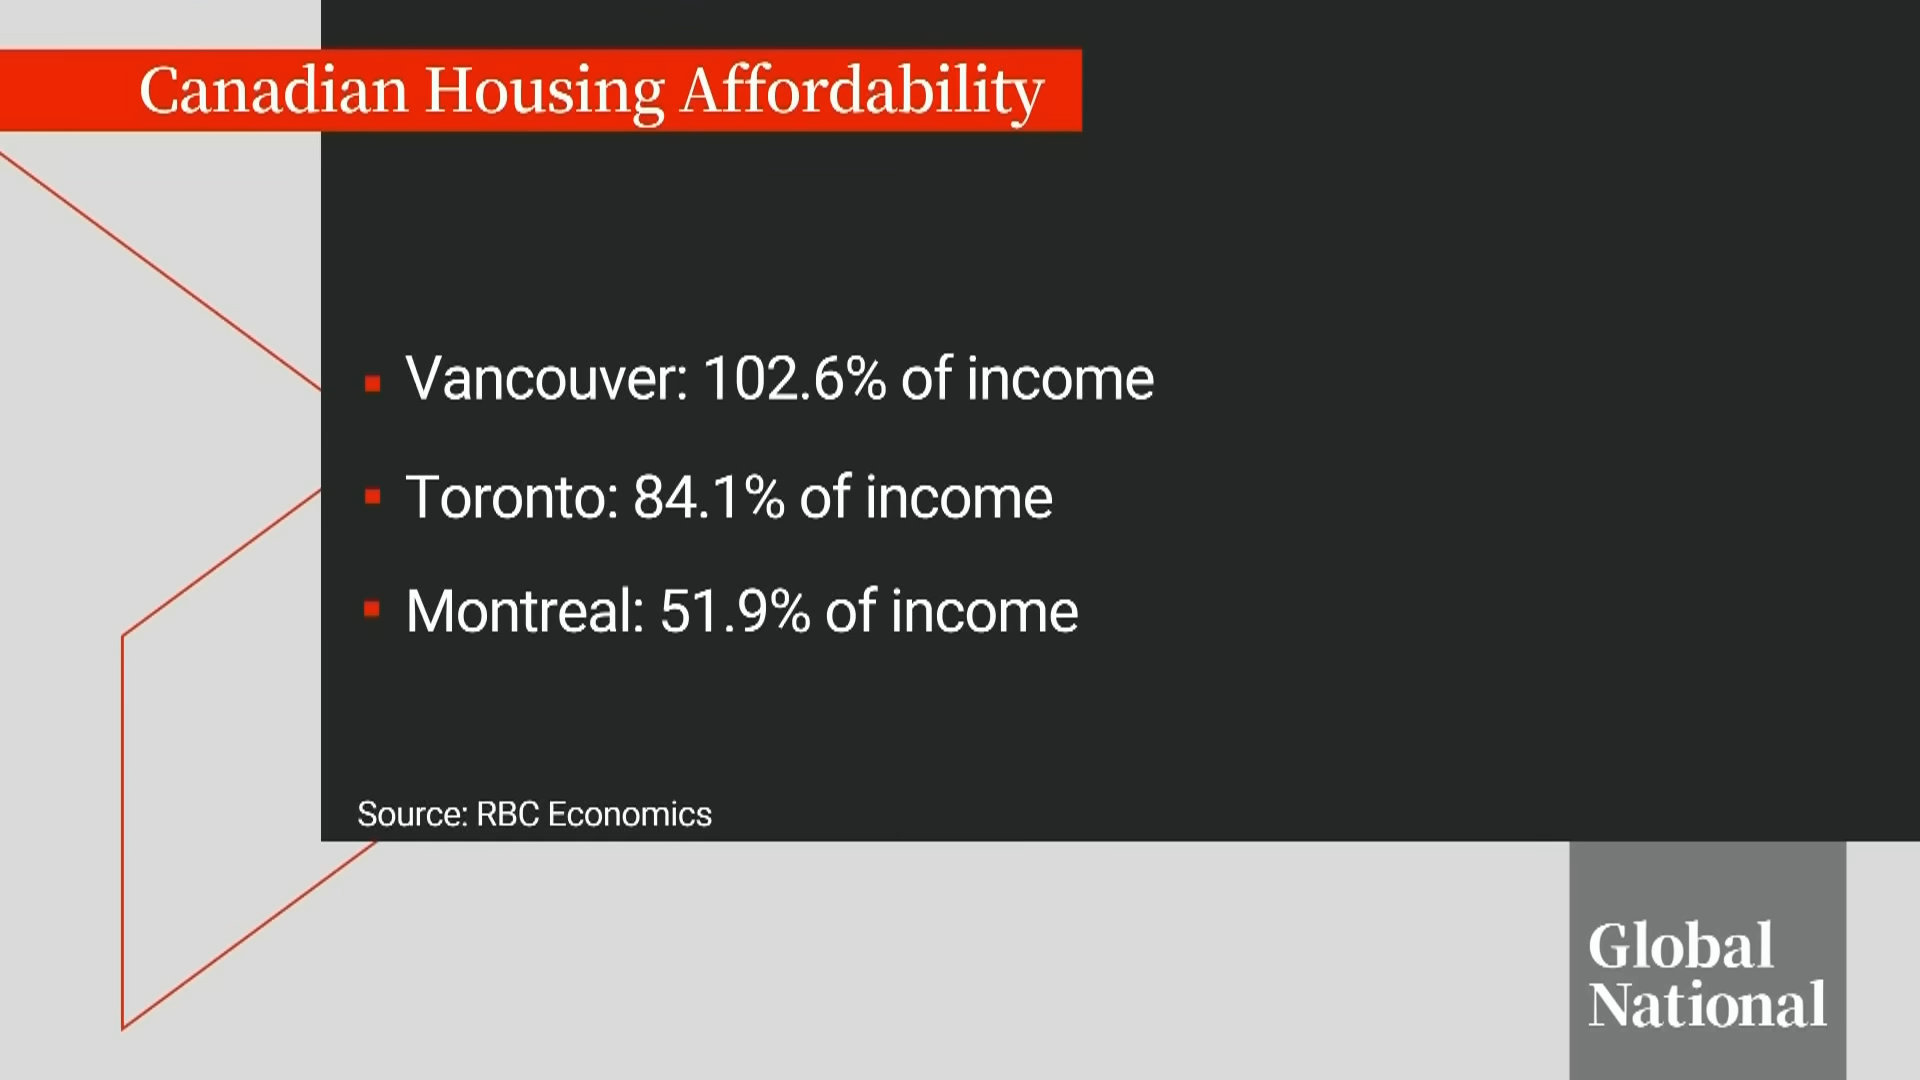 Canadian Housing Affordability
Vancouver: 102.6% of income
Toronto: 84.1% of income
Montreal: 51.9% of income
Source: RBC Economics
Global
National